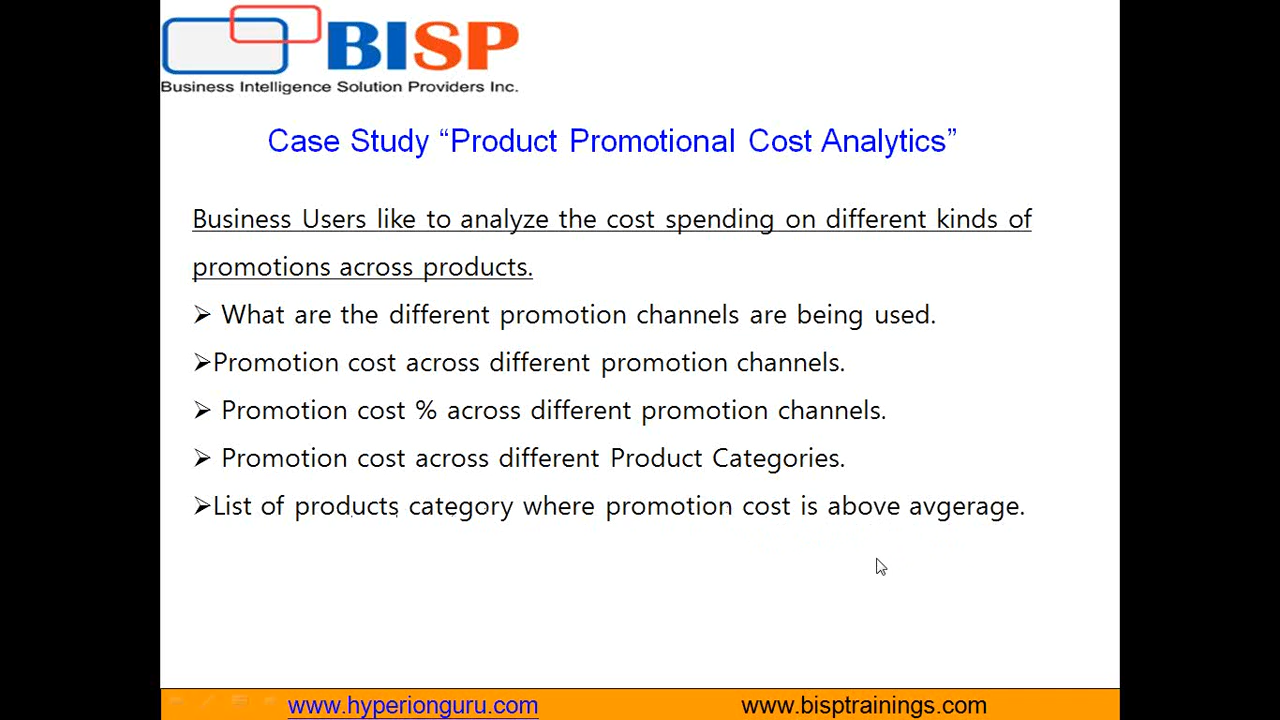 BISP
Business Intelligence Solution Providers Inc.
Case Study “Product Promotional Cost Analytics”
Business Users like to analyze the cost spending on different kinds of
promotions across products.
➢ What are the different promotion channels are being used.
➢Promotion cost across different promotion channels.
➢ Promotion cost % across different promotion channels.
➢ Promotion cost across different Product Categories.
➢List of products category where promotion cost is above avgerage.
www.hyperionguru.com www.bisptrainings.com